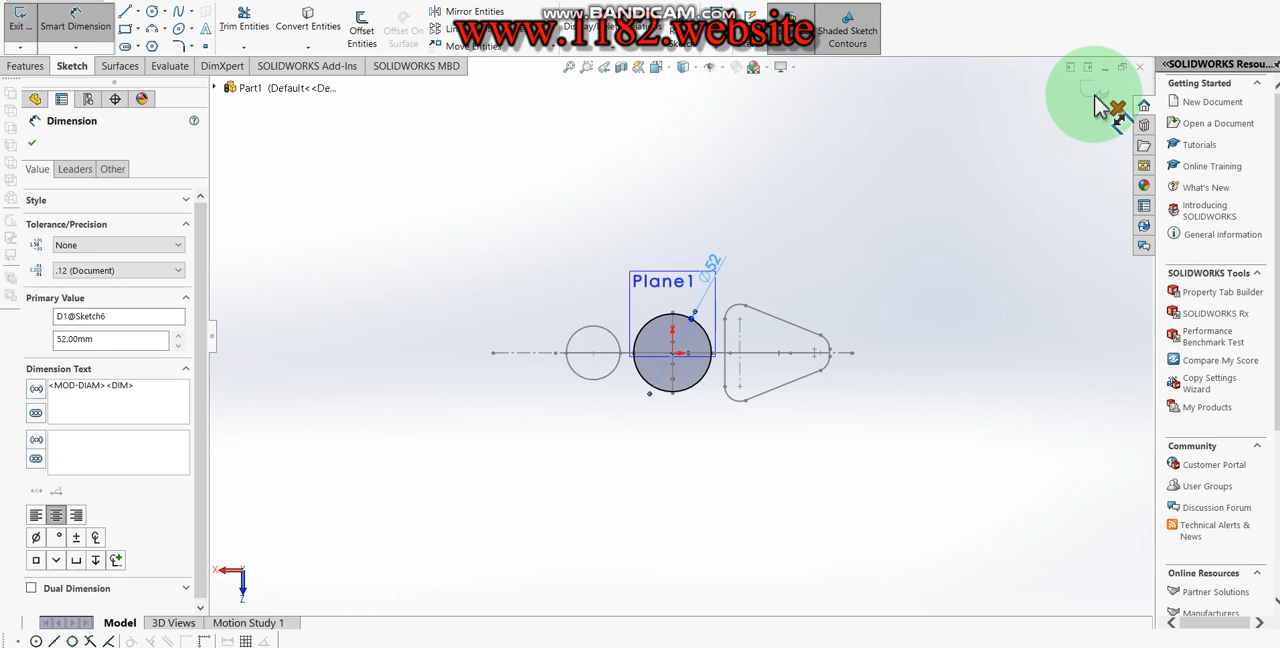 www.BANDICAM.com
www.1182.website
Exit ...
Smart Dimension
Trim Entities
Convert Entities
Offset
Entities
Offset On
Surface
Mirror Entities
Move Entities
Shaded Sketch
Contours
Features
Sketch
Surfaces
Evaluate
DimXpert
SOLIDWORKS Add-Ins
SOLIDWORKS MBD
Part1 (Default<<De...
Dimension
Value
Leaders
Other
Style
Tolerance/Precision
None
.12 (Document)
Primary Value
D1@Sketch6
52.00mm
Dimension Text
<MOD-DIAM><DIM>
Dual Dimension
Plane1
∅52
X
Z
Model
3D Views
Motion Study 1
SOLIDWORKS Resou...
Getting Started
New Document
Open a Document
Tutorials
Online Training
What's New
Introducing
SOLIDWORKS
General Information
SOLIDWORKS Tools
Property Tab Builder
SOLIDWORKS Rx
Performance
Benchmark Test
Compare My Score
Copy Settings
Wizard
My Products
Community
Customer Portal
User Groups
Discussion Forum
Technical Alerts &
News
Online Resources
Partner Solutions
Manufacturers